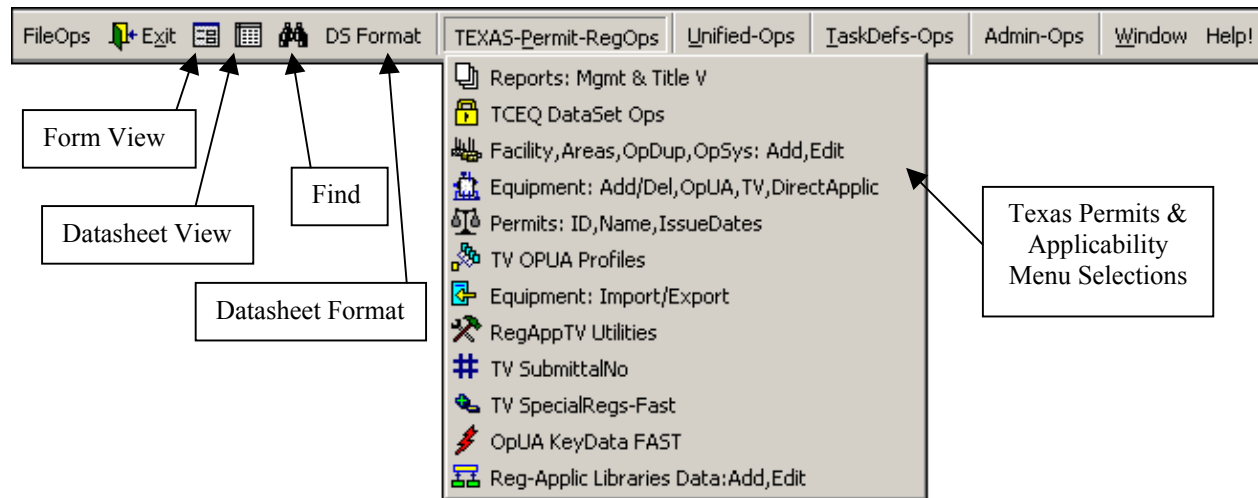 FileOps Exit DS Format TEXAS-Permit-RegOps Unified-Ops TaskDefs-Ops Admin-Ops Window Help!
Reports: Mgmt & Title V
TCEQ DataSet Ops
Facility,Areas,OpDup,OpSys: Add,Edit
Equipment: Add/Del,OpUA,TV,DirectApplic
Permits: ID,Name,IssueDates
TV OPUA Profiles
Equipment: Import/Export
RegAppTV Utilities
TV SubmittalNo
TV SpecialRegs-Fast
OpUA KeyData FAST
Reg-Applic Libraries Data:Add,Edit
Form View
Find
Datasheet View
Datasheet Format
Texas Permits &
Applicability
Menu Selections